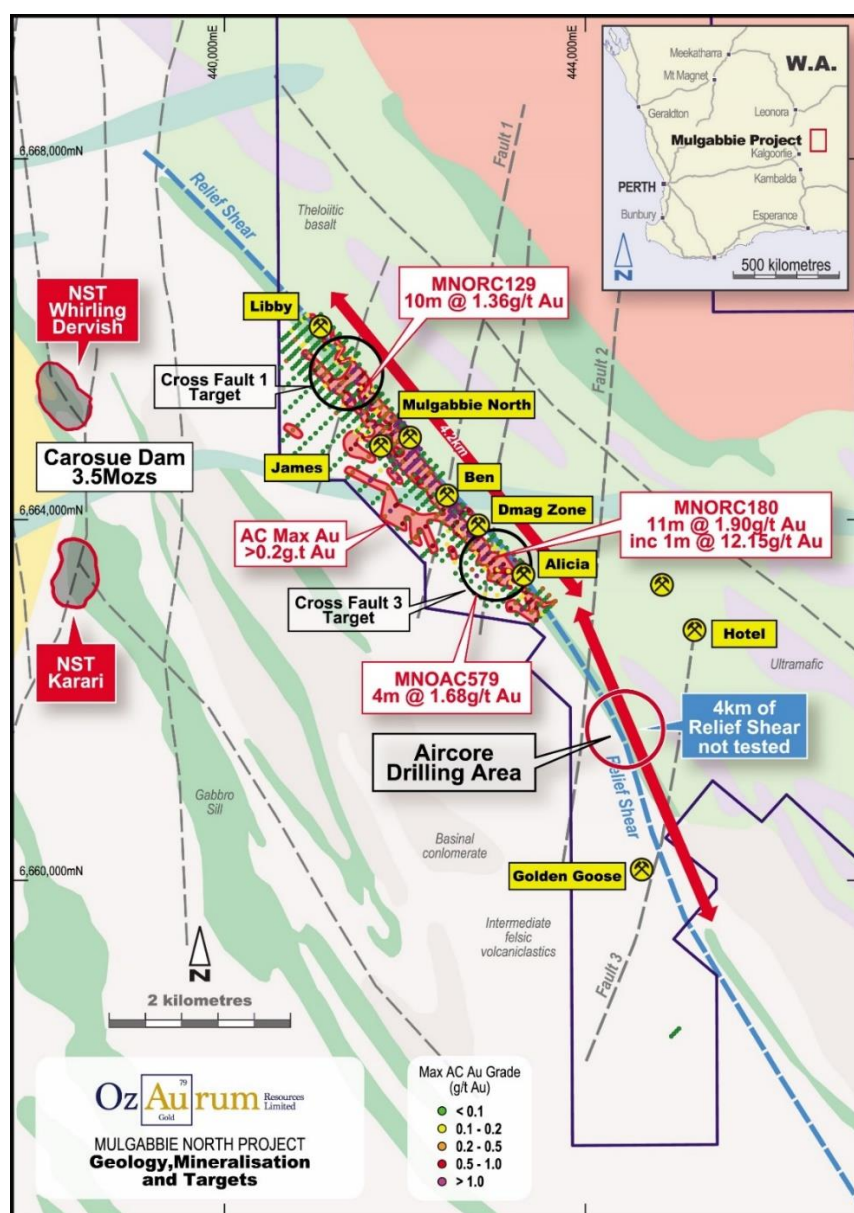 440,000mE
444,000mE
6,668,000mN
6,664,000mN
6,660,000mN
W.A.
Meekatharra
Mt Magnet
Geraldton
Leonora
Mulgabbie Project
Kalgoorlie
PERTH
Kambalda
Bunbury
Esperance
N
500 kilometres
Fault 1
Relief Shear
Theloiitic
basalt
NST
Whirling
Dervish
Libby
MNORC129
10m @ 1.36g/t Au
Cross Fault 1
Target
Fault 2
Mulgabbie North
4.2km
Carosue Dam
3.5Mozs
James
Ben
Dmag Zone
MNORC180
11m @ 1.90g/t Au
inc 1m @ 12.15g/t Au
AC Max Au
>0.2g.t Au
Alicia
Cross Fault 3
Target
NST
Karari
Hotel
MNOAC579
4m @ 1.68g/t Au
Ultramafic
4km of
Relief Shear
not tested
Aircore
Drilling Area
Relief Shear
Gabbro
Sill
Basinal
conlomerate
Golden Goose
Intermediate
felsic
volcaniclastics
Fault 3
N
2 kilometres
79
Oz Au rum Resources
Limited
Gold
MULGABBIE NORTH PROJECT
Geology,Mineralisation
and Targets
Max AC Au Grade
(g/t Au)
< 0.1
0.1 - 0.2
0.2 - 0.5
0.5 - 1.0
> 1.0